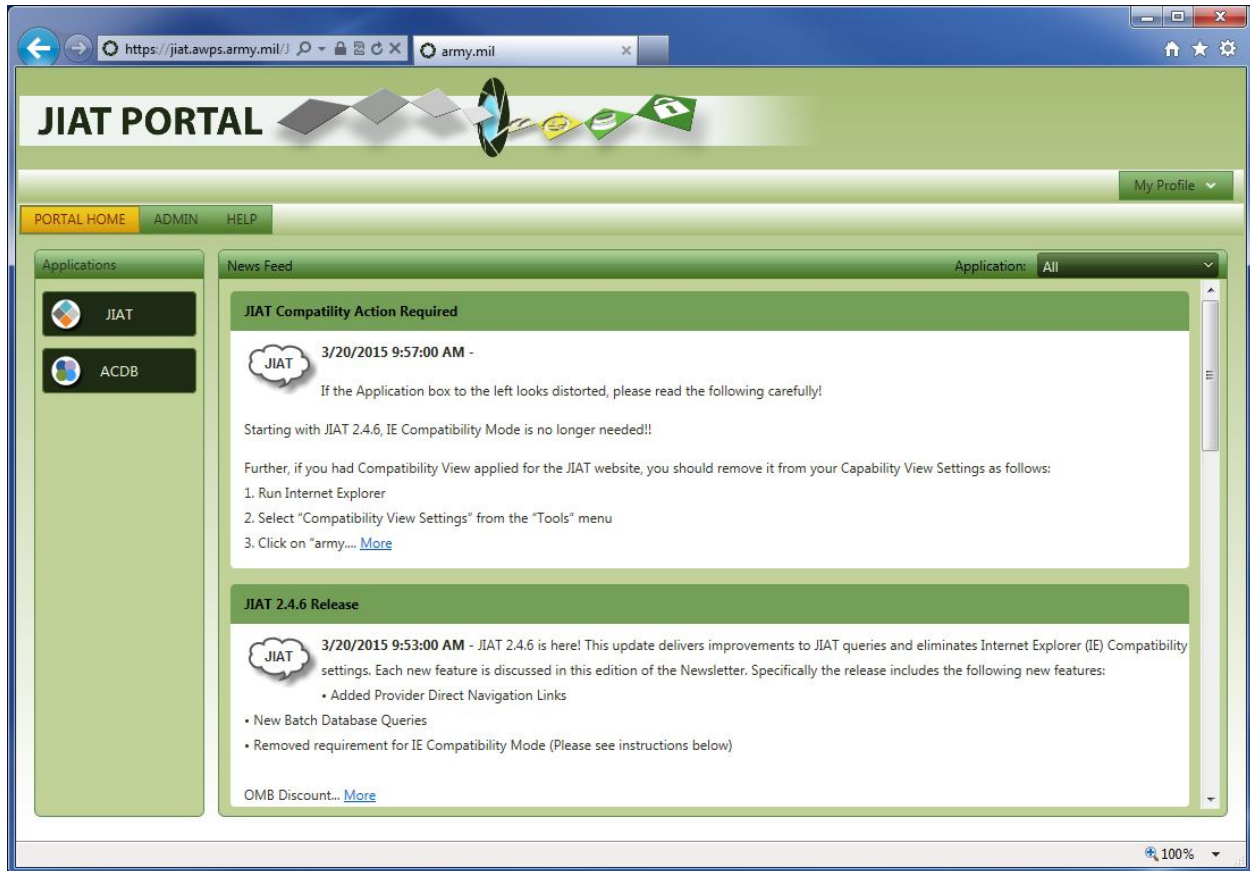 https://jiat.awps.army.mil/J
army.mil
JIAT PORTAL
My Profile
PORTAL HOME ADMIN HELP
Applications
JIAT
ACDB
News Feed
Application: All
JIAT Compatility Action Required
JIAT
3/20/2015 9:57:00 AM -
If the Application box to the left looks distorted, please read the following carefully!
Starting with JIAT 2.4.6, IE Compatibility Mode is no longer needed!!
Further, if you had Compatibility View applied for the JIAT website, you should remove it from your Capability View Settings as follows:
1. Run Internet Explorer
2. Select “Compatibility View Settings” from the “Tools” menu
3. Click on “army.... More
JIAT 2.4.6 Release
JIAT
3/20/2015 9:53:00 AM - JIAT 2.4.6 is here! This update delivers improvements to JIAT queries and eliminates Internet Explorer (IE) Compatibility
settings. Each new feature is discussed in this edition of the Newsletter. Specifically the release includes the following new features:
• Added Provider Direct Navigation Links
• New Batch Database Queries
• Removed requirement for IE Compatibility Mode (Please see instructions below)
OMB Discount... More
100%